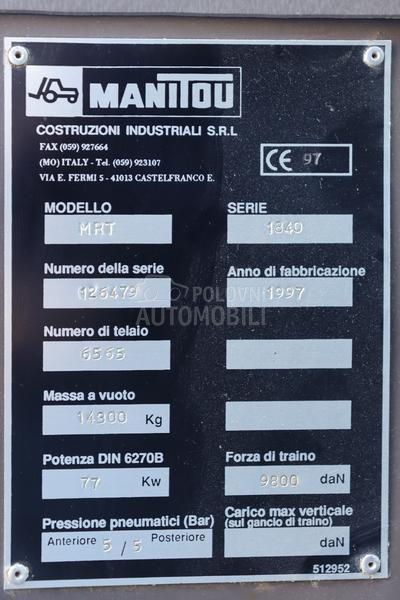 MANITOU
COSTRUZIONI INDUSTRIALI S.R.L
FAX (059) 927664
(MO) ITALY - Tel. (059) 923107
VIA E. FERMI 5 - 41013 CASTELFRANCO E.
CE 97
MODELLO SERIE
MRT 1840
Numero della serie Anno di fabbricazione
126479 1997
POLOVNI
AUTOMOBILI
Numero di telaio
6565
Massa a vuoto
14300 Kg
Potenza DIN 6270B Forza di traino
77 Kw 9800 daN
Pressione pneumatici (Bar) Carico max verticale
(sul gancio di traino)
Anteriore 5 / 5 Posteriore daN
512952